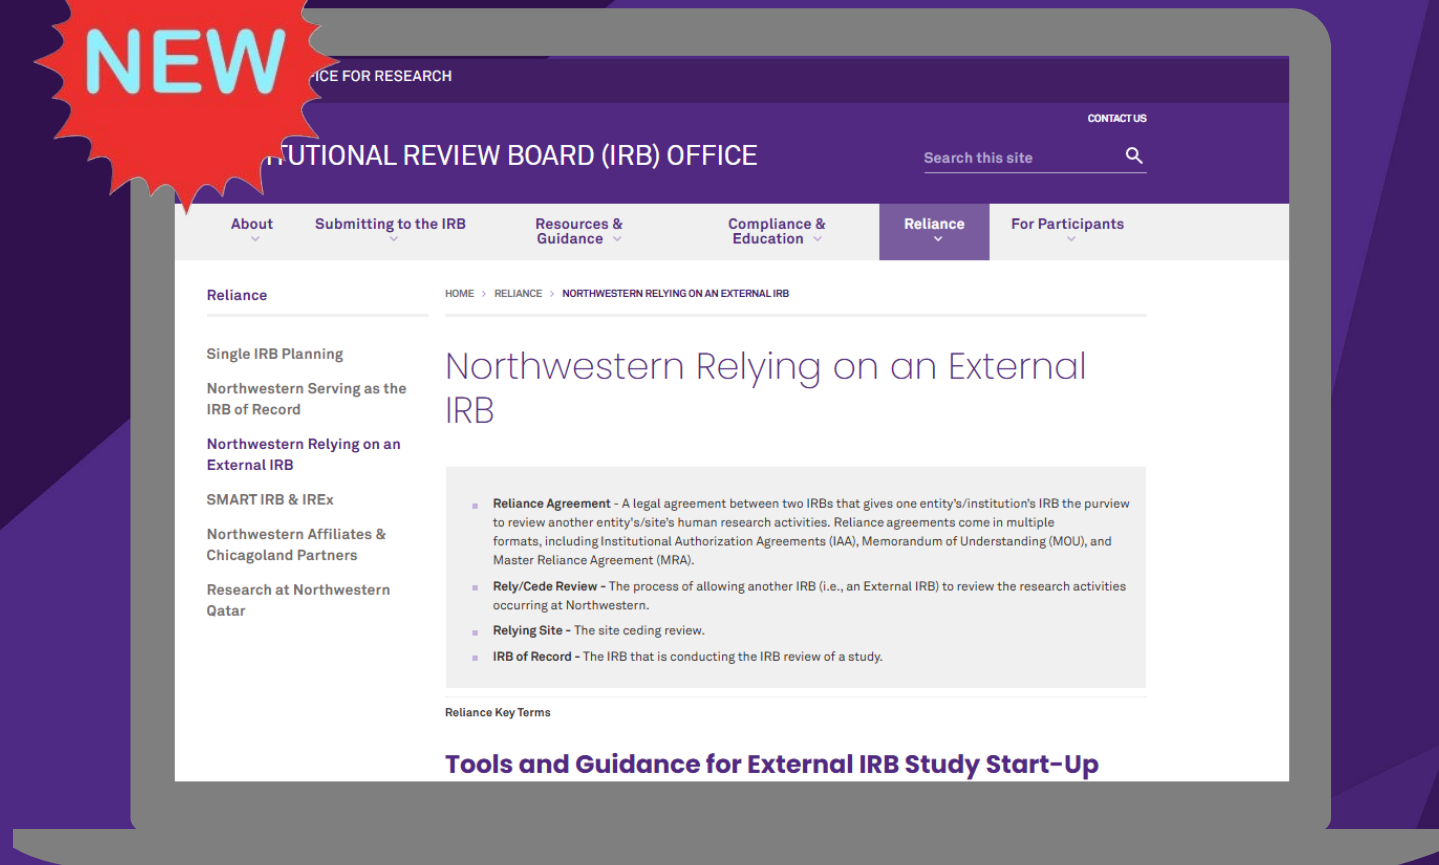 NEW
ICE FOR RESEARCH
CONTACT US
UTIONAL REVIEW BOARD (IRB) OFFICE
Search this site
About
Submitting to the IRB
Resources &
Guidance
Compliance &
Education
Reliance
For Participants
Reliance
Single IRB Planning
Northwestern Serving as the
IRB of Record
Northwestern Relying on an
External IRB
SMART IRB & IREx
Northwestern Affiliates &
Chicagoland Partners
Research at Northwestern
Qatar
HOME > RELIANCE > NORTHWESTERN RELYING ON AN EXTERNAL IRB
Northwestern Relying on an External
IRB
Reliance Agreement - A legal agreement between two IRBs that gives one entity’s/institution’s IRB the purview
to review another entity's/site’s human research activities. Reliance agreements come in multiple
formats, including Institutional Authorization Agreements (IAA), Memorandum of Understanding (MOU), and
Master Reliance Agreement (MRA).
Rely/Cede Review - The process of allowing another IRB (i.e., an External IRB) to review the research activities
occurring at Northwestern.
Relying Site - The site ceding review.
IRB of Record - The IRB that is conducting the IRB review of a study.
Reliance Key Terms
Tools and Guidance for External IRB Study Start-Up